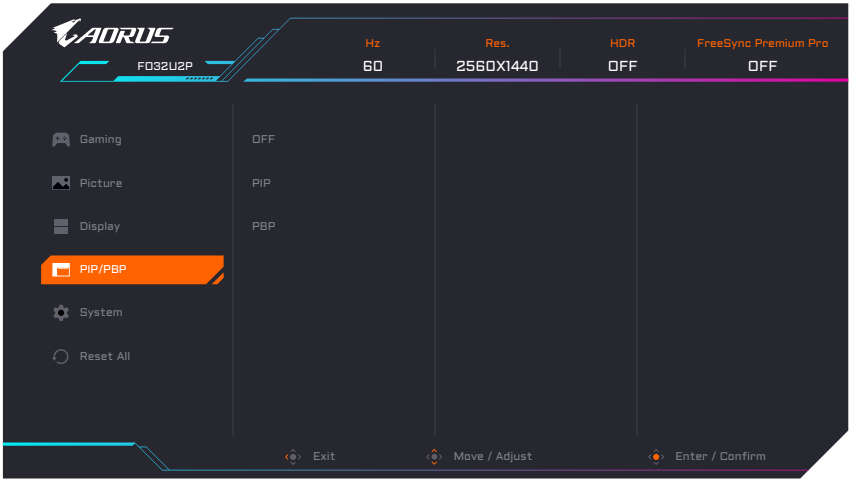 AORUS
FO32U2P
Hz
Res.
HDR
FreeSync Premium Pro
60
2560X1440
OFF
OFF
Gaming
OFF
Picture
PIP
Display
PBP
PIP/PBP
System
Reset All
Exit
Move / Adjust
Enter / Confirm